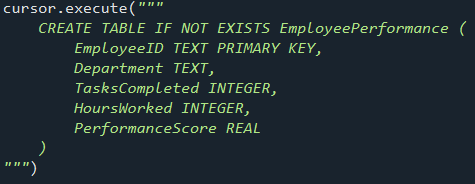 cursor.execute("""
    CREATE TABLE IF NOT EXISTS EmployeePerformance (
        EmployeeID TEXT PRIMARY KEY,
        Department TEXT,
        TasksCompleted INTEGER,
        HoursWorked INTEGER,
        PerformanceScore REAL
    )
""")